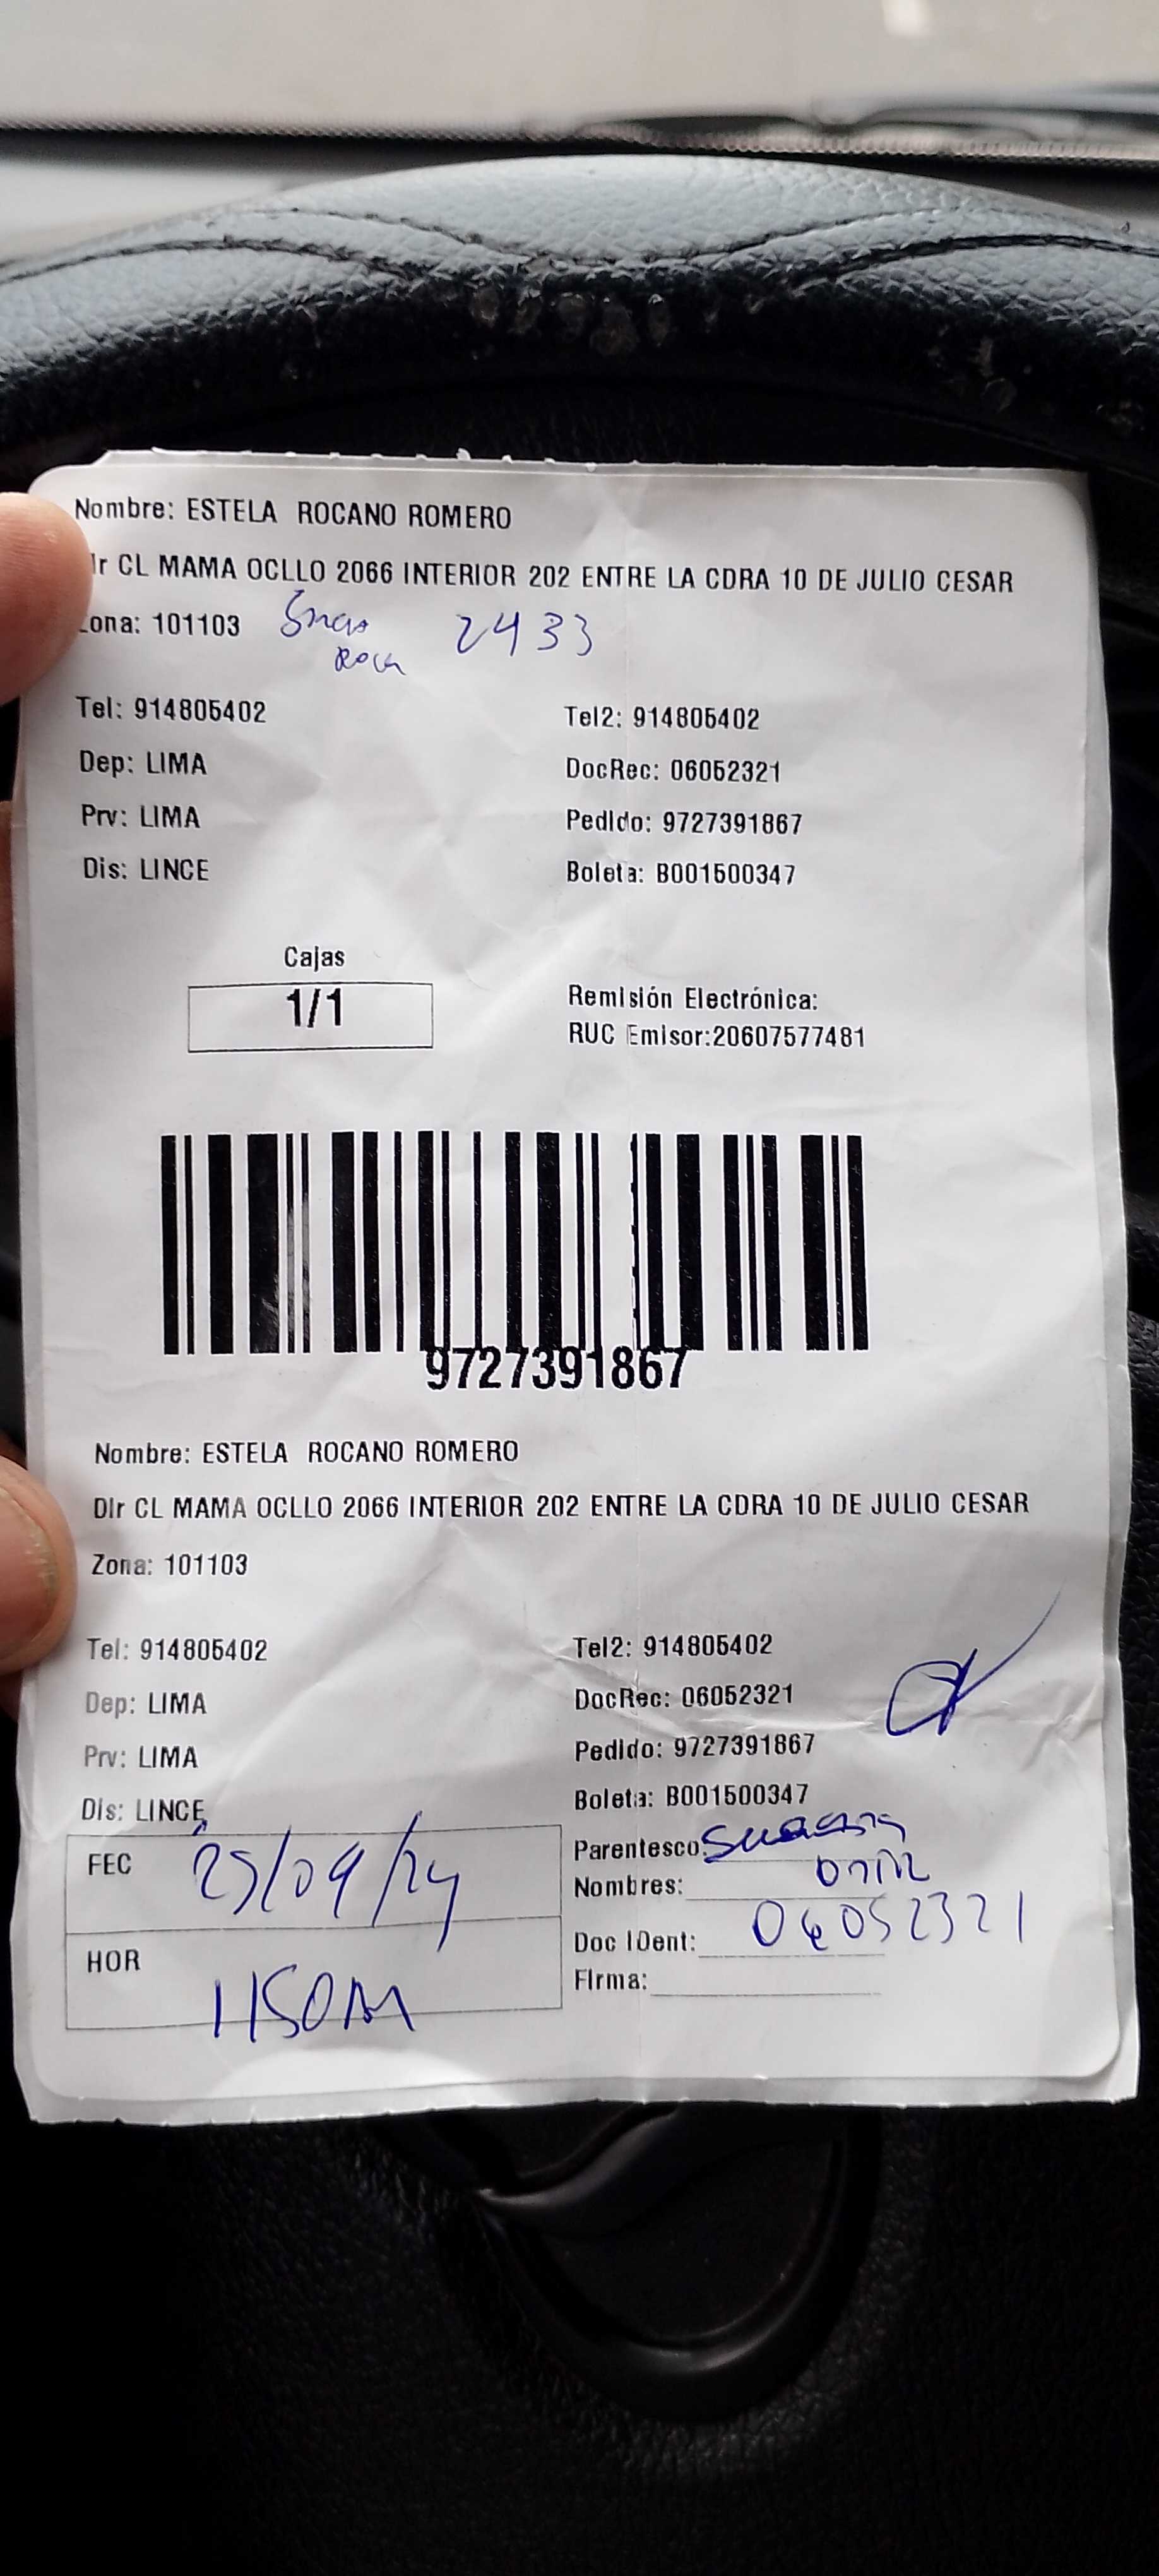 Nombre: ESTELA ROCANO ROMERO
Dir CL MAMA OCLLO 2066 INTERIOR 202 ENTRE LA CDRA 10 DE JULIO CESAR
Zona: 101103 2433
Tel: 914805402 Tel2: 914805402
Dep: LIMA DocRec: 06052321
Prv: LIMA Pedido: 9727391867
Dis: LINCE Boleta: B001500347
Cajas
1/1
Remisión Electrónica:
RUC Emisor:20607577481
9727391867
Nombre: ESTELA ROCANO ROMERO
Dir CL MAMA OCLLO 2066 INTERIOR 202 ENTRE LA CDRA 10 DE JULIO CESAR
Zona: 101103
Tel: 914805402 Tel2: 914805402
Dep: LIMA DocRec: 06052321
Prv: LIMA Pedido: 9727391867
Dis: LINCE Boleta: B001500347
FEC 25/09/24 Parentesco:
Nombres:
HOR 1150M Doc IDent: 06052321
Firma: